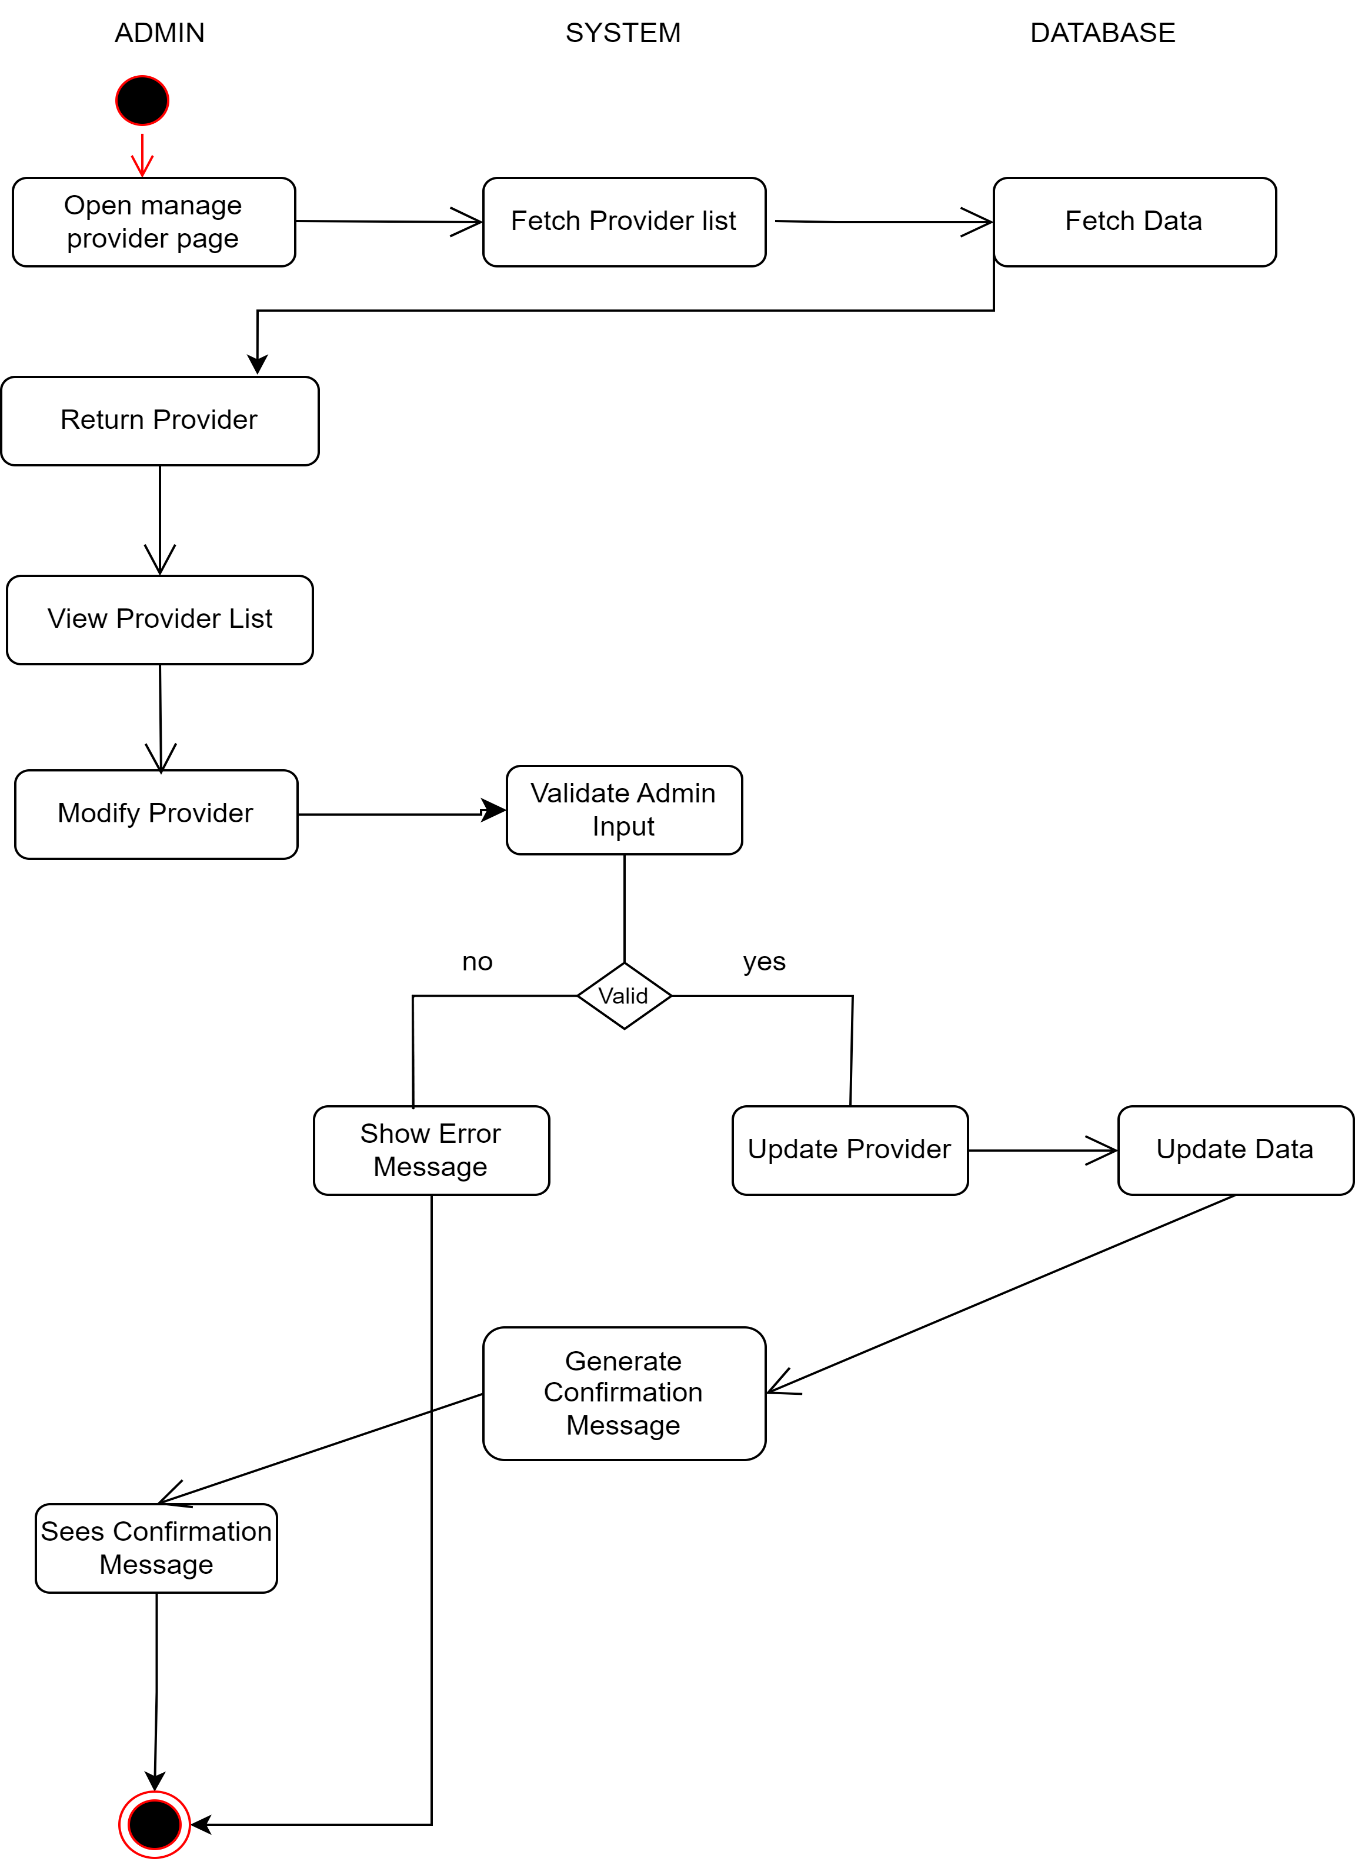 ADMIN
SYSTEM
DATABASE
Open manage
provider page
Fetch Provider list
Fetch Data
Return Provider
View Provider List
Modify Provider
Validate Admin
Input
no
yes
Valid
Show Error
Message
Update Provider
Update Data
Generate
Confirmation
Message
Sees Confirmation
Message